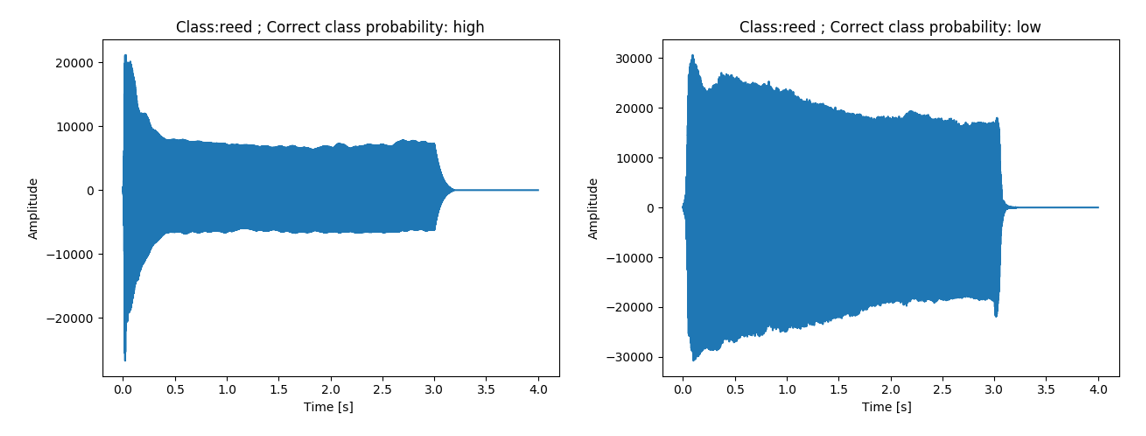 Class:reed ; Correct class probability: high
20000
10000
0
−10000
−20000
Amplitude
0.0 0.5 1.0 1.5 2.0 2.5 3.0 3.5 4.0
Time [s]
Class:reed ; Correct class probability: low
30000
20000
10000
0
−10000
−20000
−30000
Amplitude
0.0 0.5 1.0 1.5 2.0 2.5 3.0 3.5 4.0
Time [s]